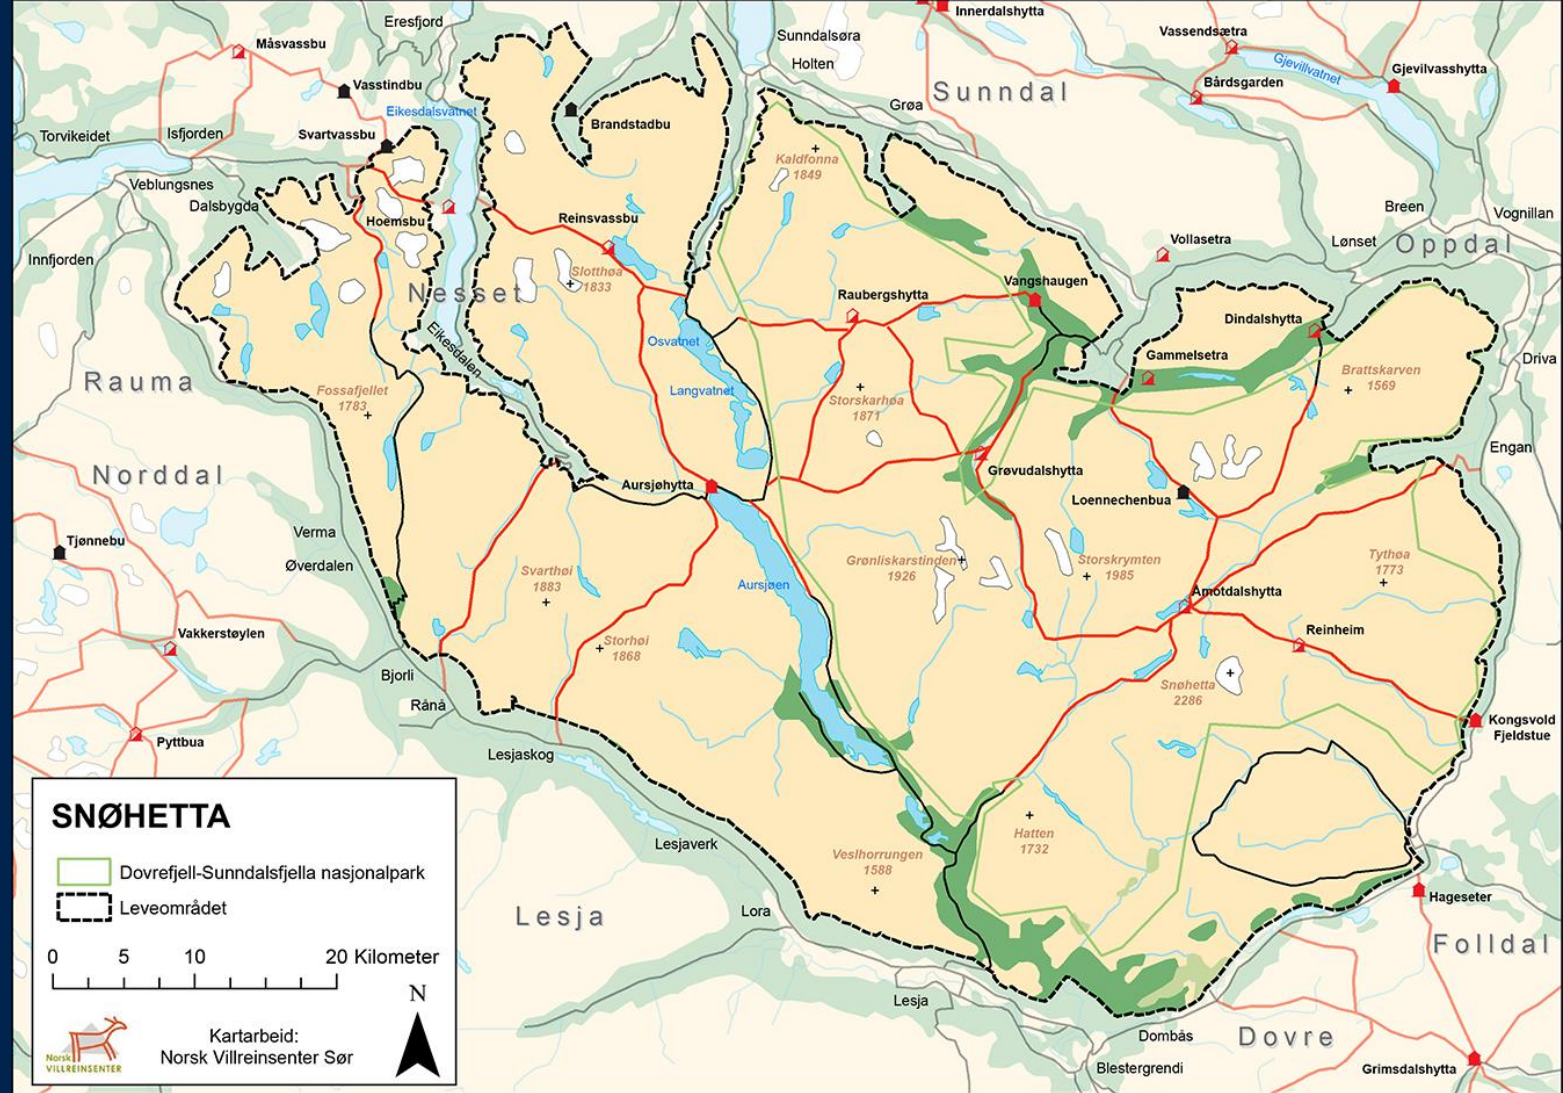 Eresfjord
Sunndalsøra
Holten
Innerdalshytta
Vassendsætra
Gjevillvatnet
Gjevilvasshytta
Bårdsgarden
Måsvassbu
Vasstindbu
Eikesdalsvatnet
Brandstadbu
Grøa
Sunndal
Torvikeidet
Isfjorden
Svartvassbu
Kaldfonna
1849
Veblungsnes
Dalsbygda
Hoemsbu
Reinsvassbu
Breen
Vognillan
Vollasetra
Lønset
Oppdal
Innfjorden
Nesset
Slotthøa
1833
Raubergshytta
Vangshaugen
Dindalshytta
Eikesdalen
Osvatnet
Gammelsetra
Driva
Rauma
Fossafjellet
1783
Langvatnet
Storskarhøa
1871
Brattskarven
1569
Norddal
Aursjøhytta
Grøvudalshytta
Loennechenbua
Engan
Tjønnebu
Verma
Øverdalen
Svarthøi
1883
Aursjøen
Grønliskarstinden
1926
Storskrymten
1985
Tythøa
1773
Åmotdalshytta
Vakkerstøylen
Storhøi
1868
Reinheim
Bjorli
Rånå
Snøhetta
2286
Kongsvold
Fjeldstue
Pyttbua
Lesjaskog
Lesjaverk
Hatten
1732
Veslhorrungen
1588
Hageseter
Lora
Lesja
Folldal
Lesja
Dombås
Dovre
Blestergrendi
Grimsdalshytta
SNØHETTA
Dovrefjell-Sunndalsfjella nasjonalpark
Leveområdet
0 5 10 20 Kilometer
N
Kartarbeid:
Norsk Villreinsenter Sør
Norsk
VILLREINSENTER